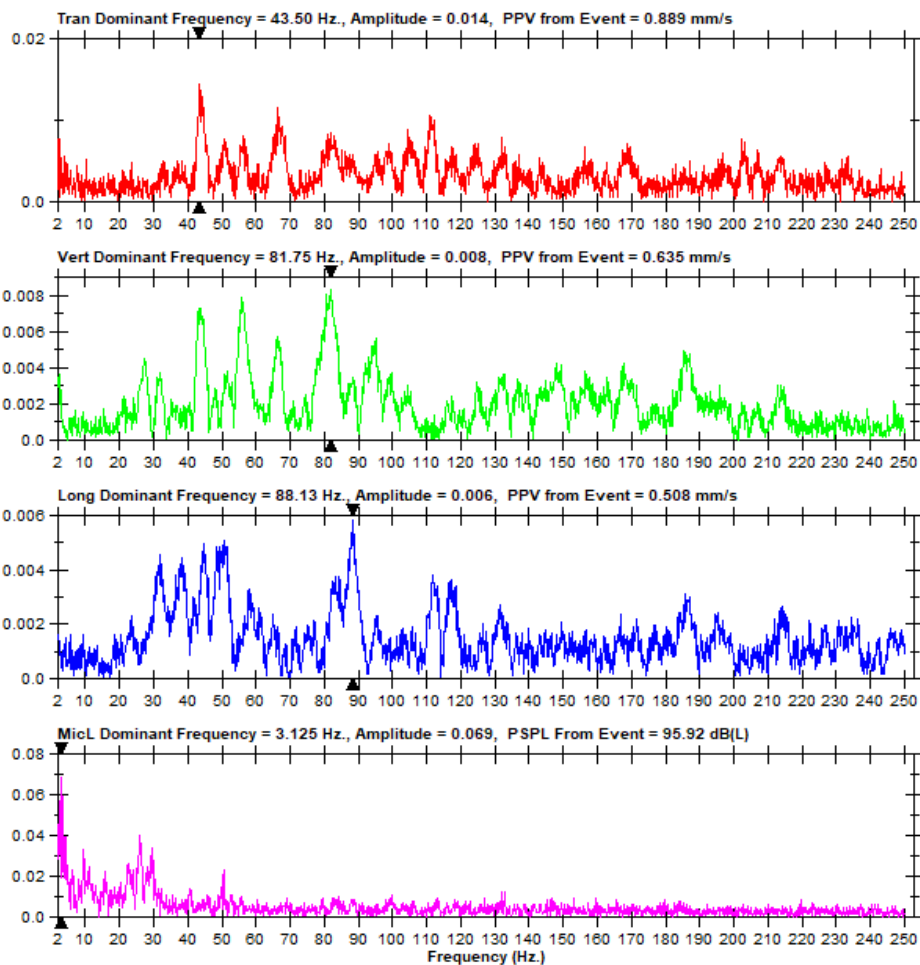 Tran Dominant Frequency = 43.50 Hz., Amplitude = 0.014, PPV from Event = 0.889 mm/s
0.02
0.0
2 10 20 30 40 50 60 70 80 90 100 110 120 130 140 150 160 170 180 190 200 210 220 230 240 250
Vert Dominant Frequency = 81.75 Hz., Amplitude = 0.008, PPV from Event = 0.635 mm/s
0.008
0.006
0.004
0.002
0.0
2 10 20 30 40 50 60 70 80 90 100 110 120 130 140 150 160 170 180 190 200 210 220 230 240 250
Long Dominant Frequency = 88.13 Hz., Amplitude = 0.006, PPV from Event = 0.508 mm/s
0.006
0.004
0.002
0.0
2 10 20 30 40 50 60 70 80 90 100 110 120 130 140 150 160 170 180 190 200 210 220 230 240 250
MicL Dominant Frequency = 3.125 Hz., Amplitude = 0.069, PSPL From Event = 95.92 dB(L)
0.08
0.06
0.04
0.02
0.0
2 10 20 30 40 50 60 70 80 90 100 110 120 130 140 150 160 170 180 190 200 210 220 230 240 250
Frequency (Hz.)